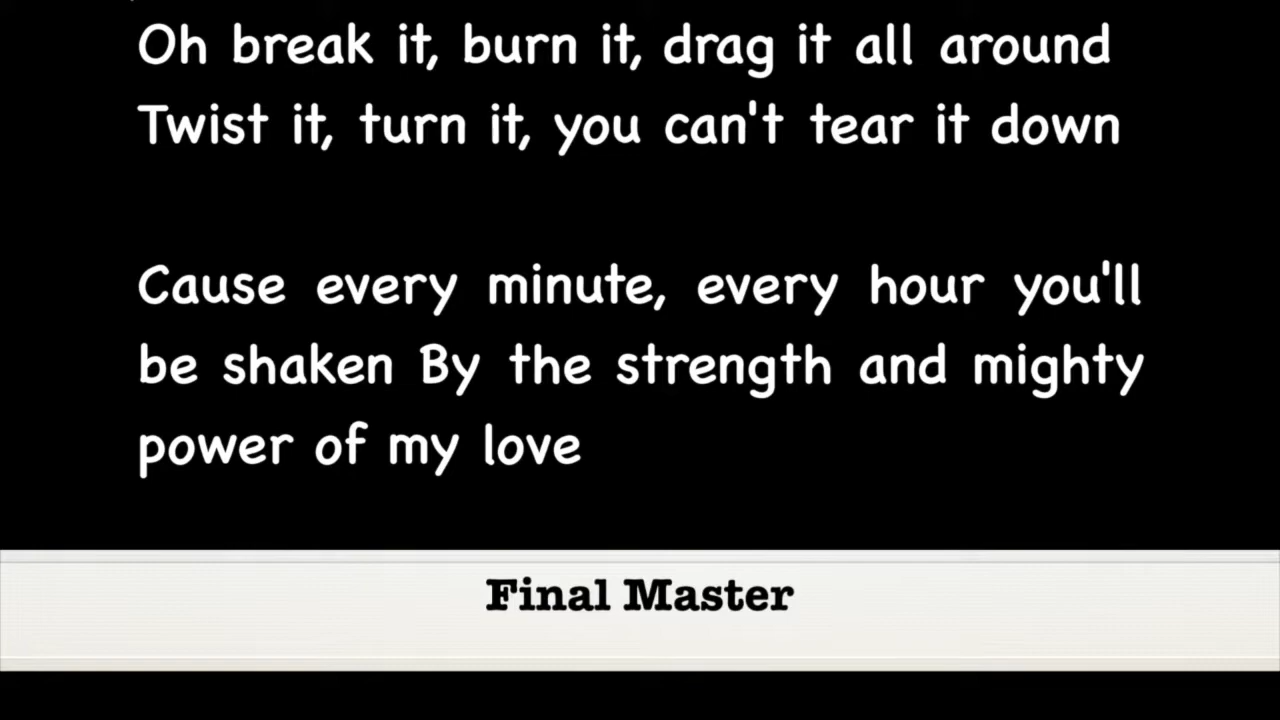 Oh break it, burn it, drag it all around
Twist it, turn it, you can't tear it down
Cause every minute, every hour you'll
be shaken By the strength and mighty
power of my love
Final Master